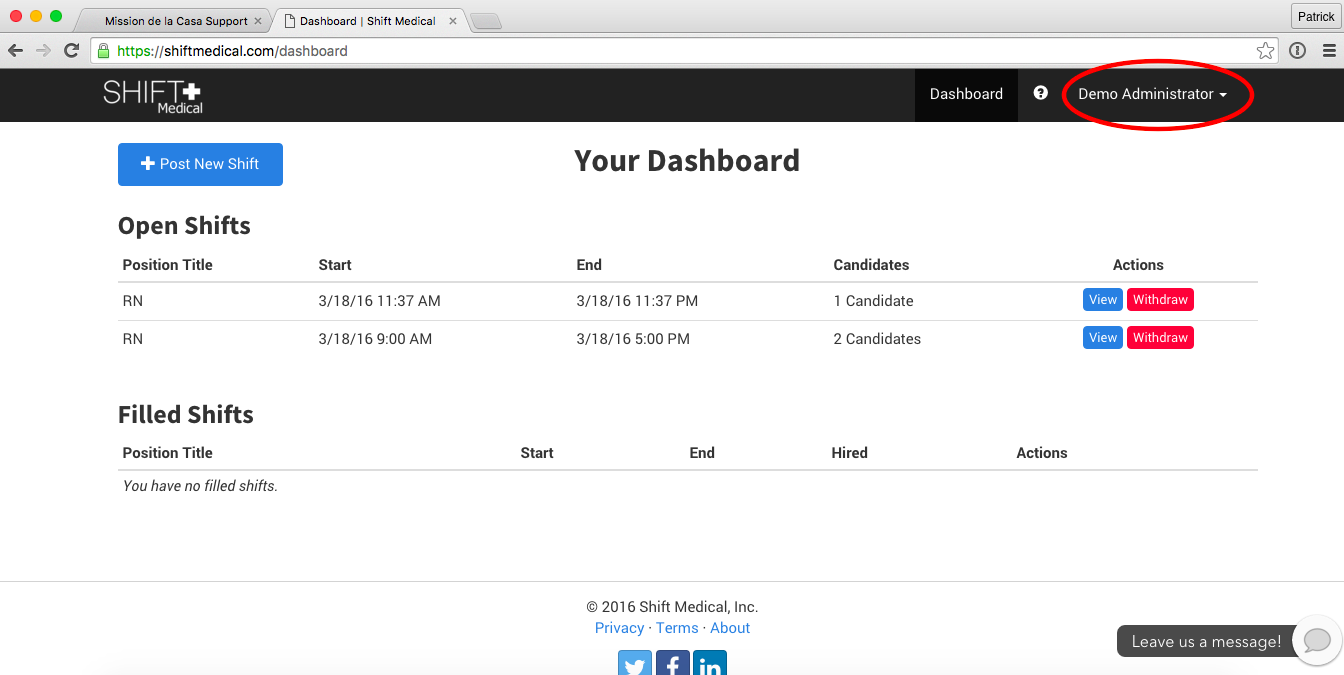 Mission de la Casa Support
Dashboard | Shift Medical
Patrick
https://shiftmedical.com/dashboard
SHIFT
Medical
Dashboard
Demo Administrator
Post New Shift
Your Dashboard
Open Shifts
Position Title Start End Candidates Actions
RN 3/18/16 11:37 AM 3/18/16 11:37 PM 1 Candidate View Withdraw
RN 3/18/16 9:00 AM 3/18/16 5:00 PM 2 Candidates View Withdraw
Filled Shifts
Position Title Start End Hired Actions
You have no filled shifts.
© 2016 Shift Medical, Inc.
Privacy · Terms · About
Leave us a message!